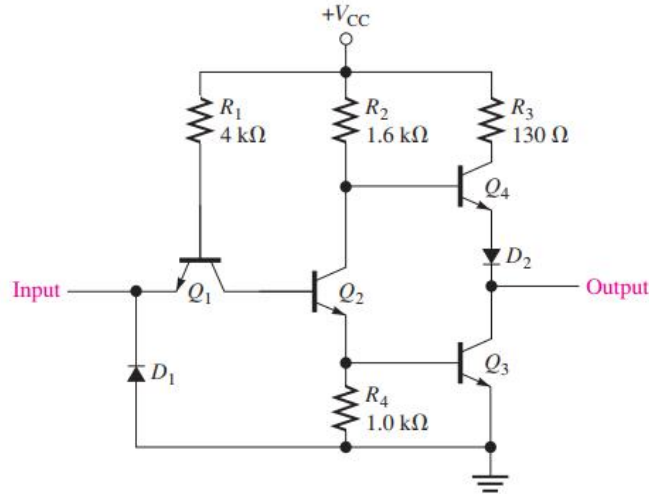 +VCC
R1
4 kΩ
R2
1.6 kΩ
R3
130 Ω
Q4
D2
Input
Q1
Q2
Output
D1
R4
1.0 kΩ
Q3